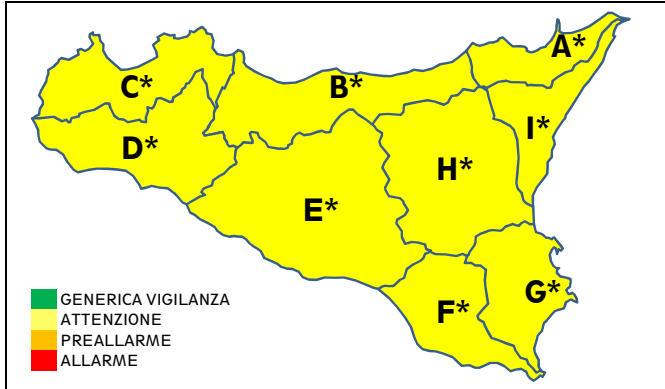 A*
C*
B*
I*
D*
H*
E*
G*
F*
GENERICA VIGILANZA
ATTENZIONE
PREALLARME
ALLARME